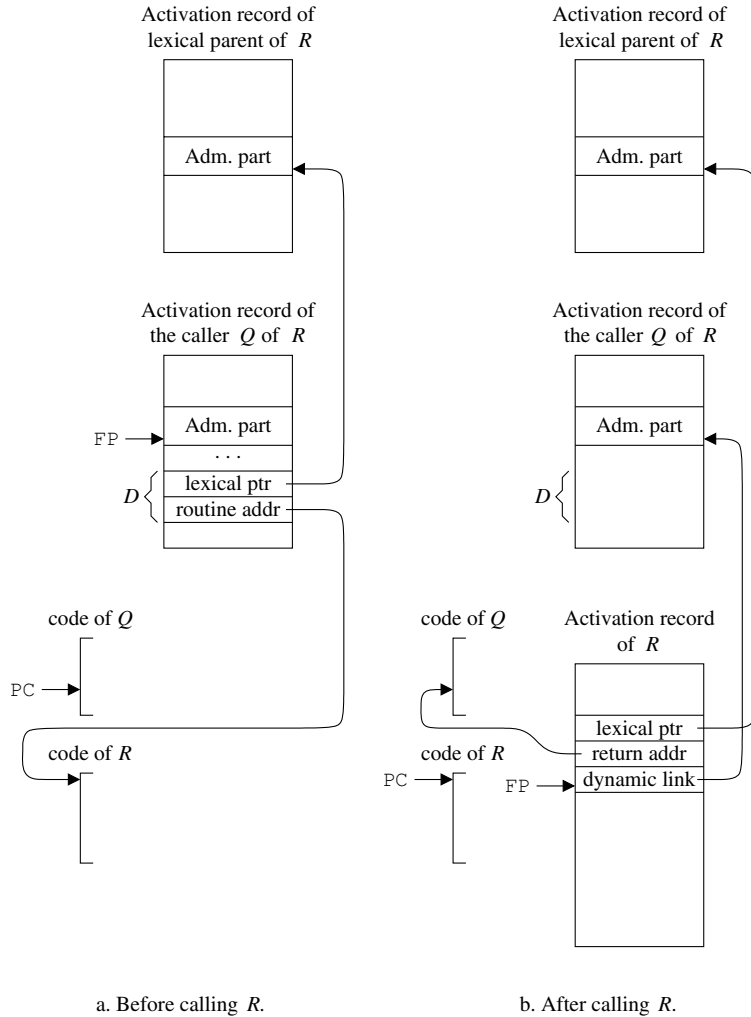 Activation record of
lexical parent of R
Adm. part
Activation record of
the caller Q of R
FP
Adm. part
. . .
D
lexical ptr
routine addr
code of Q
PC
code of R
a. Before calling R.
Activation record of
lexical parent of R
Adm. part
Activation record of
the caller Q of R
Adm. part
D
code of Q
Activation record
of R
lexical ptr
return addr
code of R
PC
FP
dynamic link
b. After calling R.